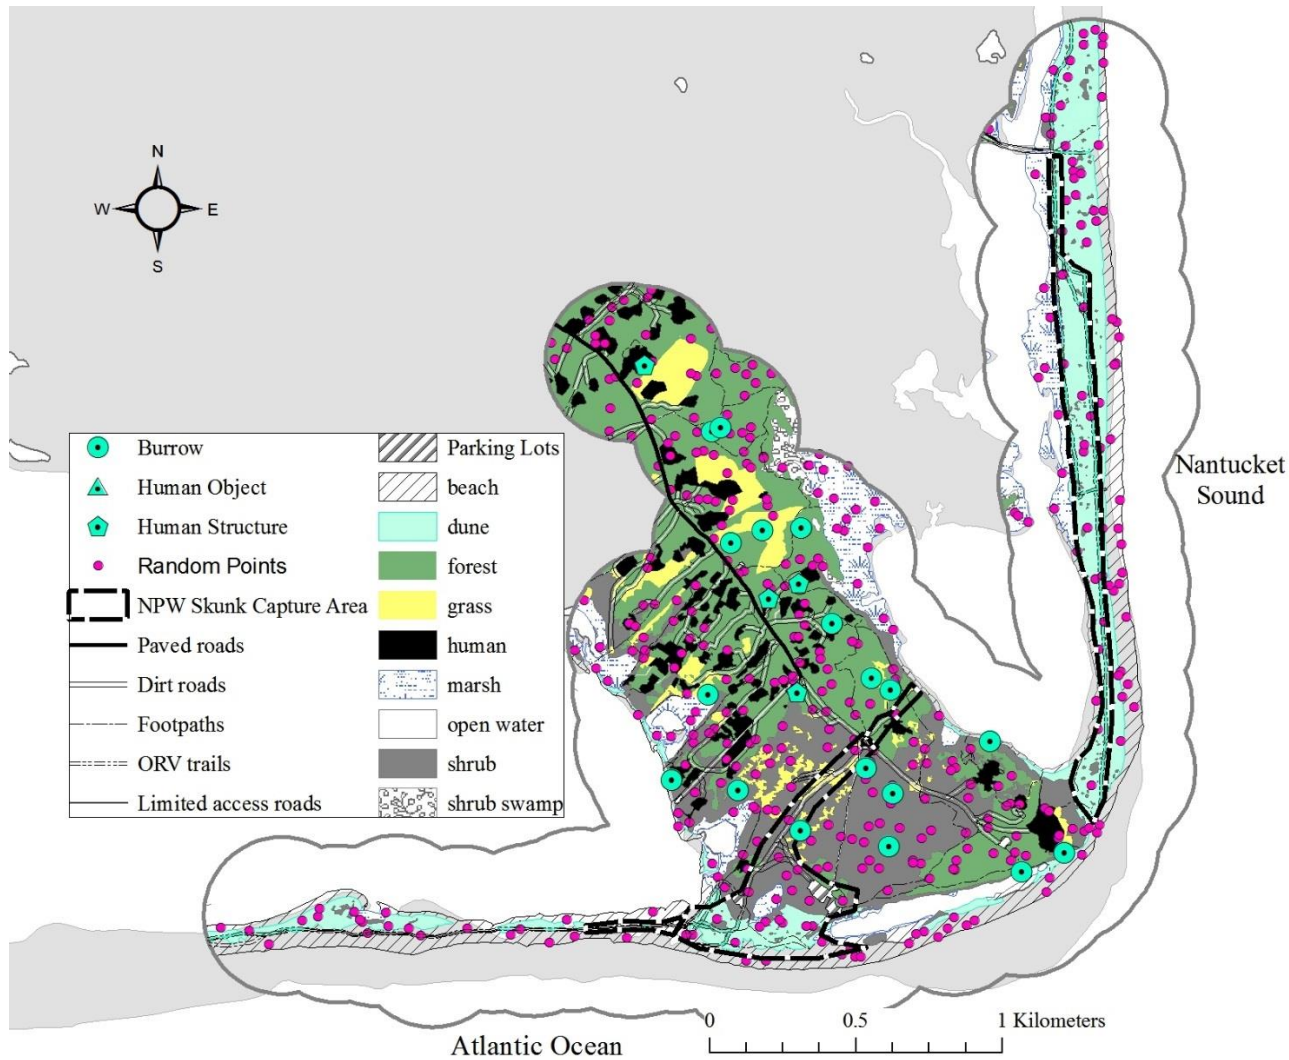 N
W E
S
Burrow
Human Object
Human Structure
Random Points
NPW Skunk Capture Area
Paved roads
Dirt roads
Footpaths
ORV trails
Limited access roads
Parking Lots
beach
dune
forest
grass
human
marsh
open water
shrub
shrub swamp
Nantucket
Sound
0 0.5 1 Kilometers
Atlantic Ocean